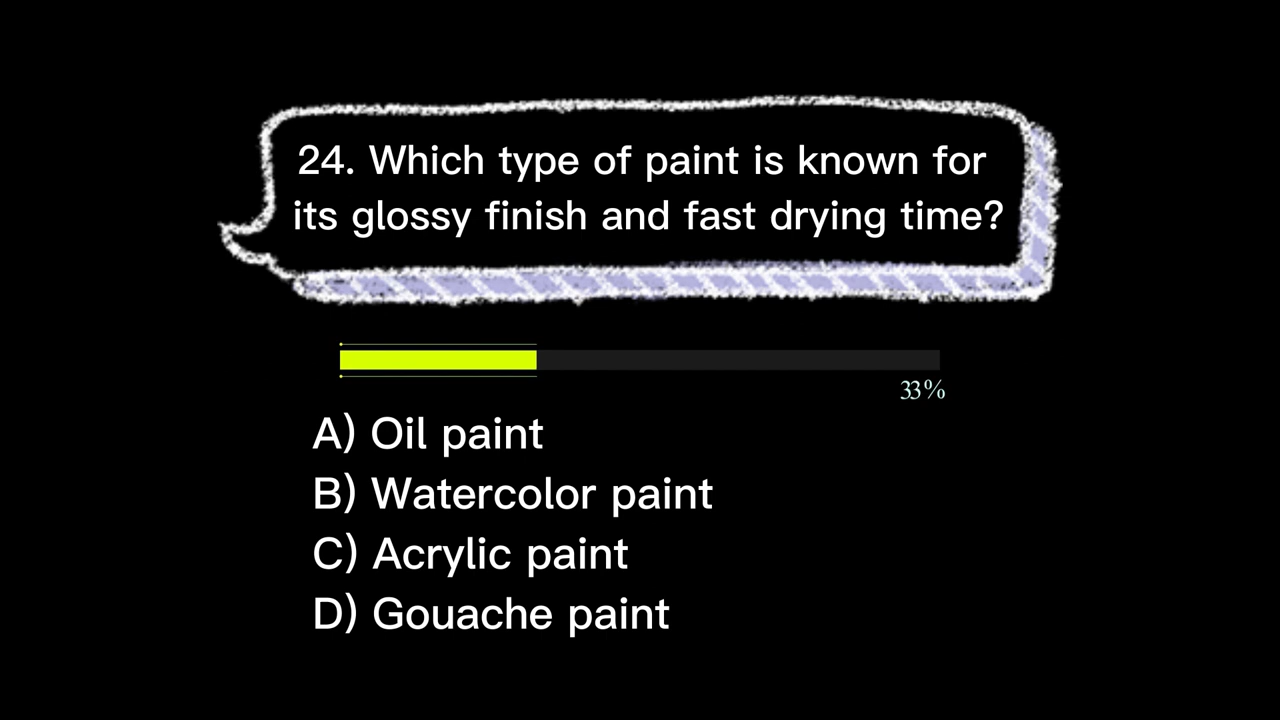 24. Which type of paint is known for
its glossy finish and fast drying time?
33%
A) Oil paint
B) Watercolor paint
C) Acrylic paint
D) Gouache paint